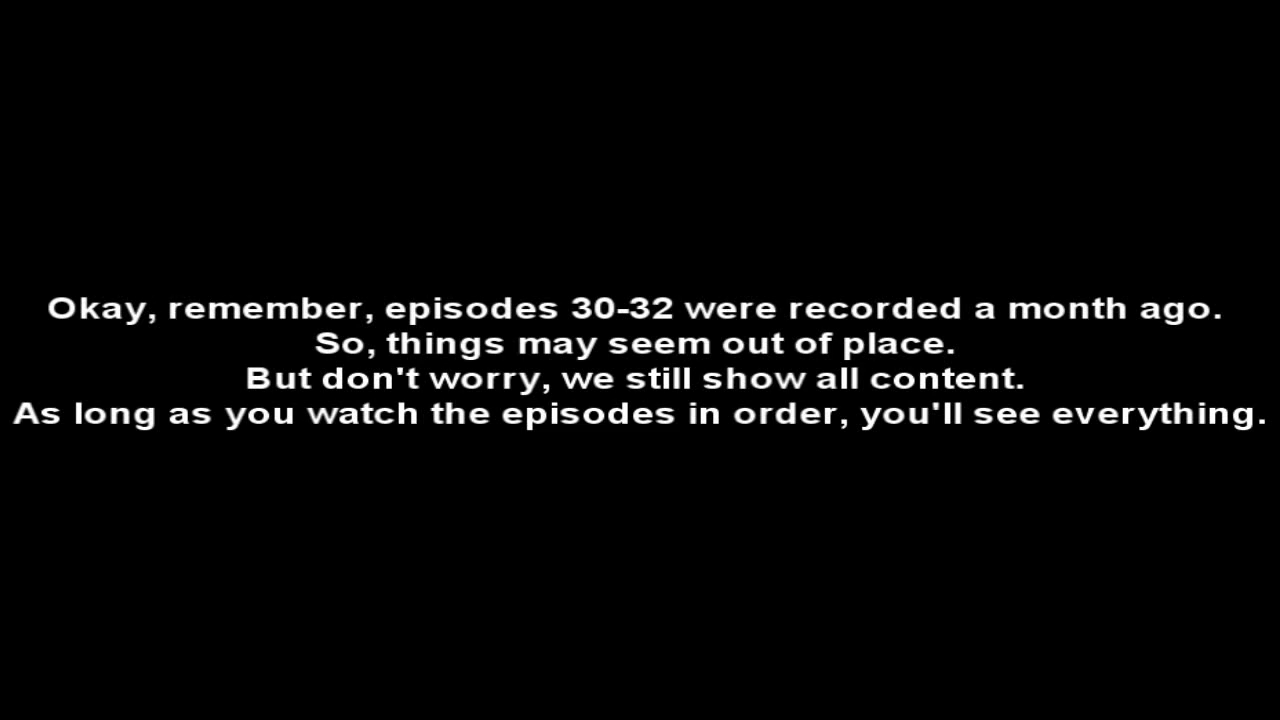 Okay, remember, episodes 30-32 were recorded a month ago.
So, things may seem out of place.
But don't worry, we still show all content.
As long as you watch the episodes in order, you'll see everything.